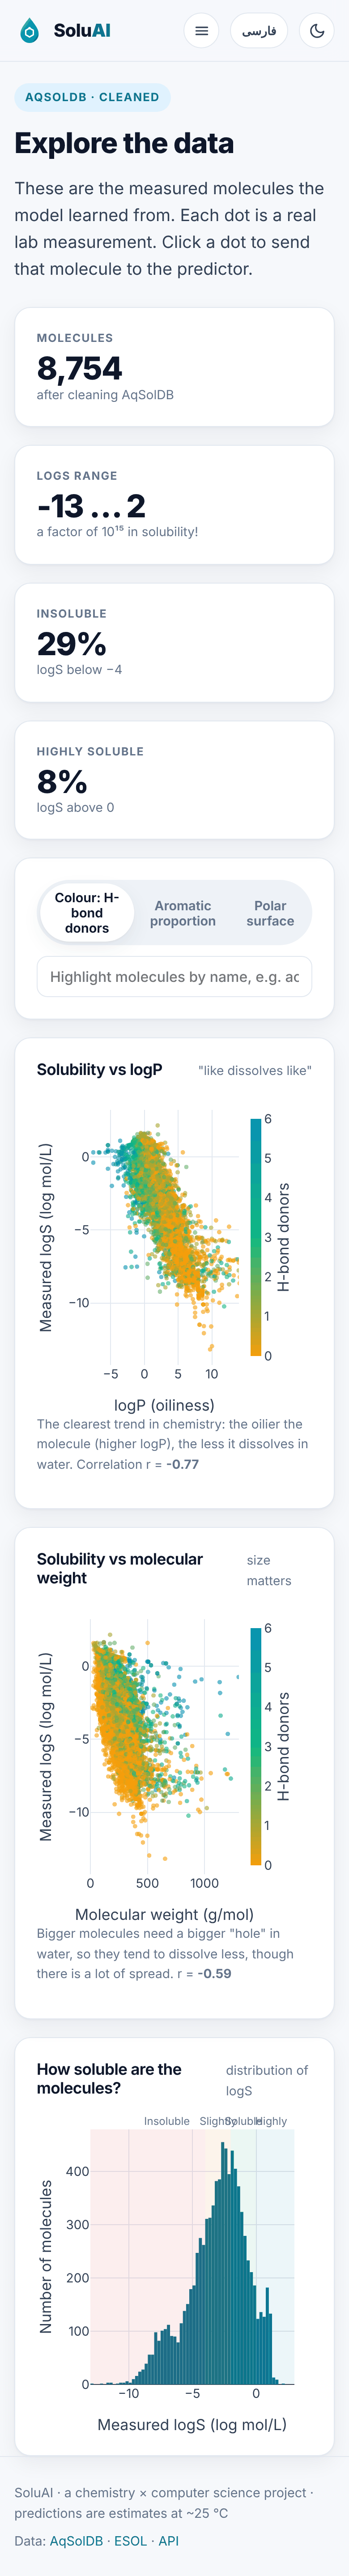 SoluAI
فارسی
AQSOLDB · CLEANED
Explore the data
These are the measured molecules the
model learned from. Each dot is a real
lab measurement. Click a dot to send
that molecule to the predictor.
MOLECULES
8,754
after cleaning AqSolDB
LOGS RANGE
-13 … 2
a factor of 10¹⁵ in solubility!
INSOLUBLE
29%
logS below −4
HIGHLY SOLUBLE
8%
logS above 0
Colour: H-
bond
donors
Aromatic
proportion
Polar
surface
Highlight molecules by name, e.g. ac
Solubility vs logP
"like dissolves like"
Measured logS (log mol/L)
0
−5
−10
−5 0 5 10
logP (oiliness)
6
5
4
3
2
1
0
H-bond donors
The clearest trend in chemistry: the oilier the
molecule (higher logP), the less it dissolves in
water. Correlation r = -0.77
Solubility vs molecular
weight
size
matters
Measured logS (log mol/L)
0
−5
−10
0 500 1000
Molecular weight (g/mol)
6
5
4
3
2
1
0
H-bond donors
Bigger molecules need a bigger "hole" in
water, so they tend to dissolve less, though
there is a lot of spread. r = -0.59
How soluble are the
molecules?
distribution of
logS
Insoluble Slightly Soluble Highly
Number of molecules
400
300
200
100
0
−10 −5 0
Measured logS (log mol/L)
SoluAI · a chemistry × computer science project ·
predictions are estimates at ~25 °C
Data: AqSolDB · ESOL · API